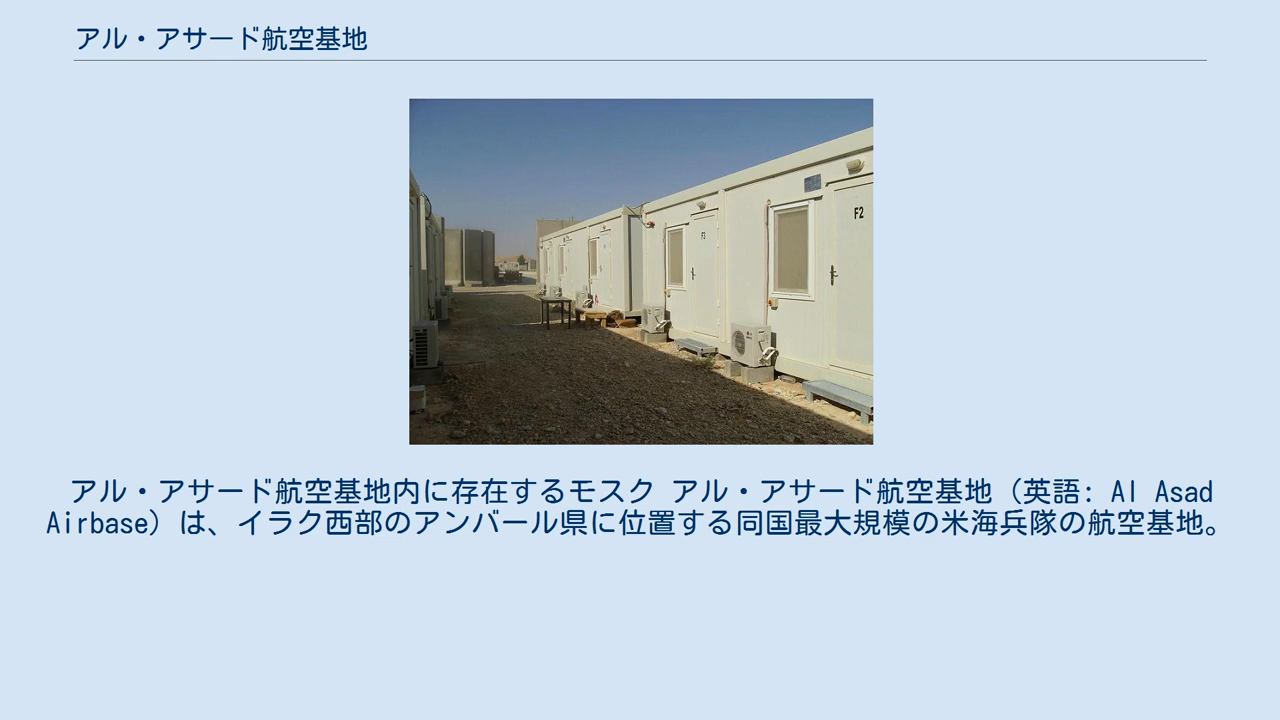 アル・アサード航空基地
F2
F3
アル・アサード航空基地内に存在するモスク アル・アサード航空基地（英語: Al Asad
Airbase）は、イラク西部のアンバール県に位置する同国最大規模の米海兵隊の航空基地。